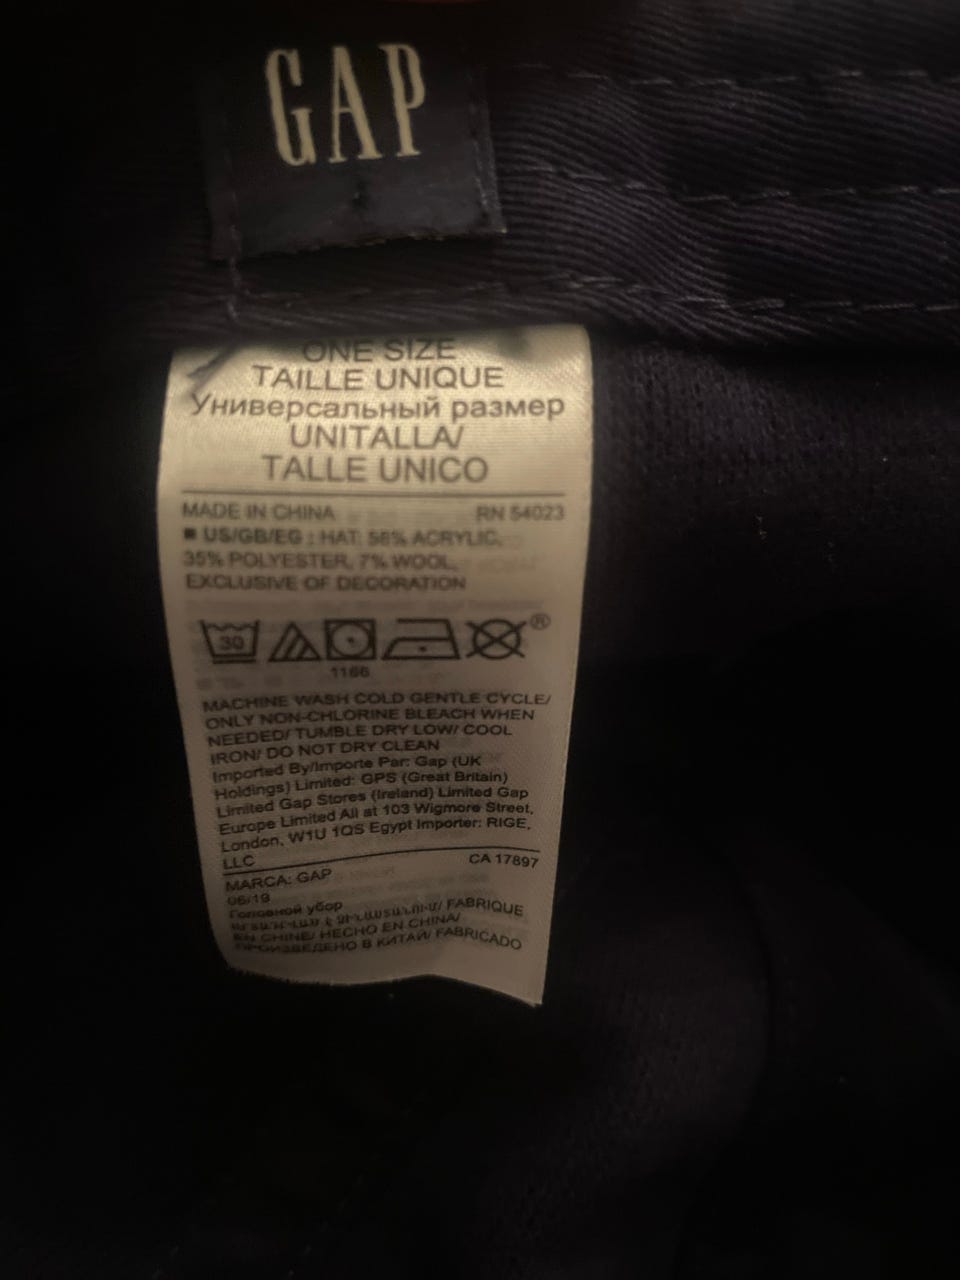 GAP
ONE SIZE
TAILLE UNIQUE
Универсальный размер
UNITALLA/
TALLE UNICO
MADE IN CHINA RN 54023
US/GB/EG : HAT: 58% ACRYLIC,
35% POLYESTER, 7% WOOL,
EXCLUSIVE OF DECORATION
30 ®
1166
MACHINE WASH COLD GENTLE CYCLE/
ONLY NON-CHLORINE BLEACH WHEN
NEEDED/ TUMBLE DRY LOW/ COOL
IRON/ DO NOT DRY CLEAN
Imported By/Importe Par: Gap (UK
Holdings) Limited: GPS (Great Britain)
Limited Gap Stores (Ireland) Limited Gap
Europe Limited All at 103 Wigmore Street,
London, W1U 1QS Egypt Importer: RIGE,
LLC CA 17897
MARCA: GAP
06/19
Головной убор
FABRIQUE
EN CHINE/ HECHO EN CHINA/
ПРОИЗВЕДЕНО В КИТАЙ/ FABRICADO